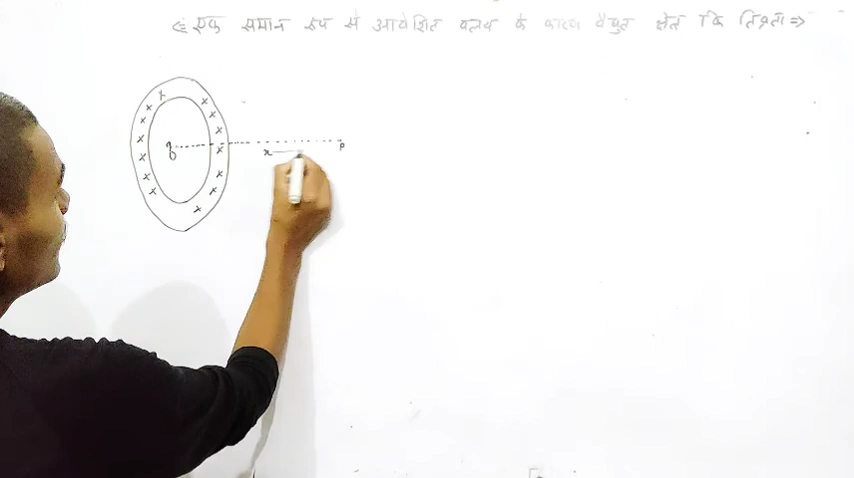 ⇐ एक समान रूप से आवेशित वलय के कारण वैधुत क्षेत्र कि तिव्रता ⇒
x x x x x x x x x x x x x x
O x P